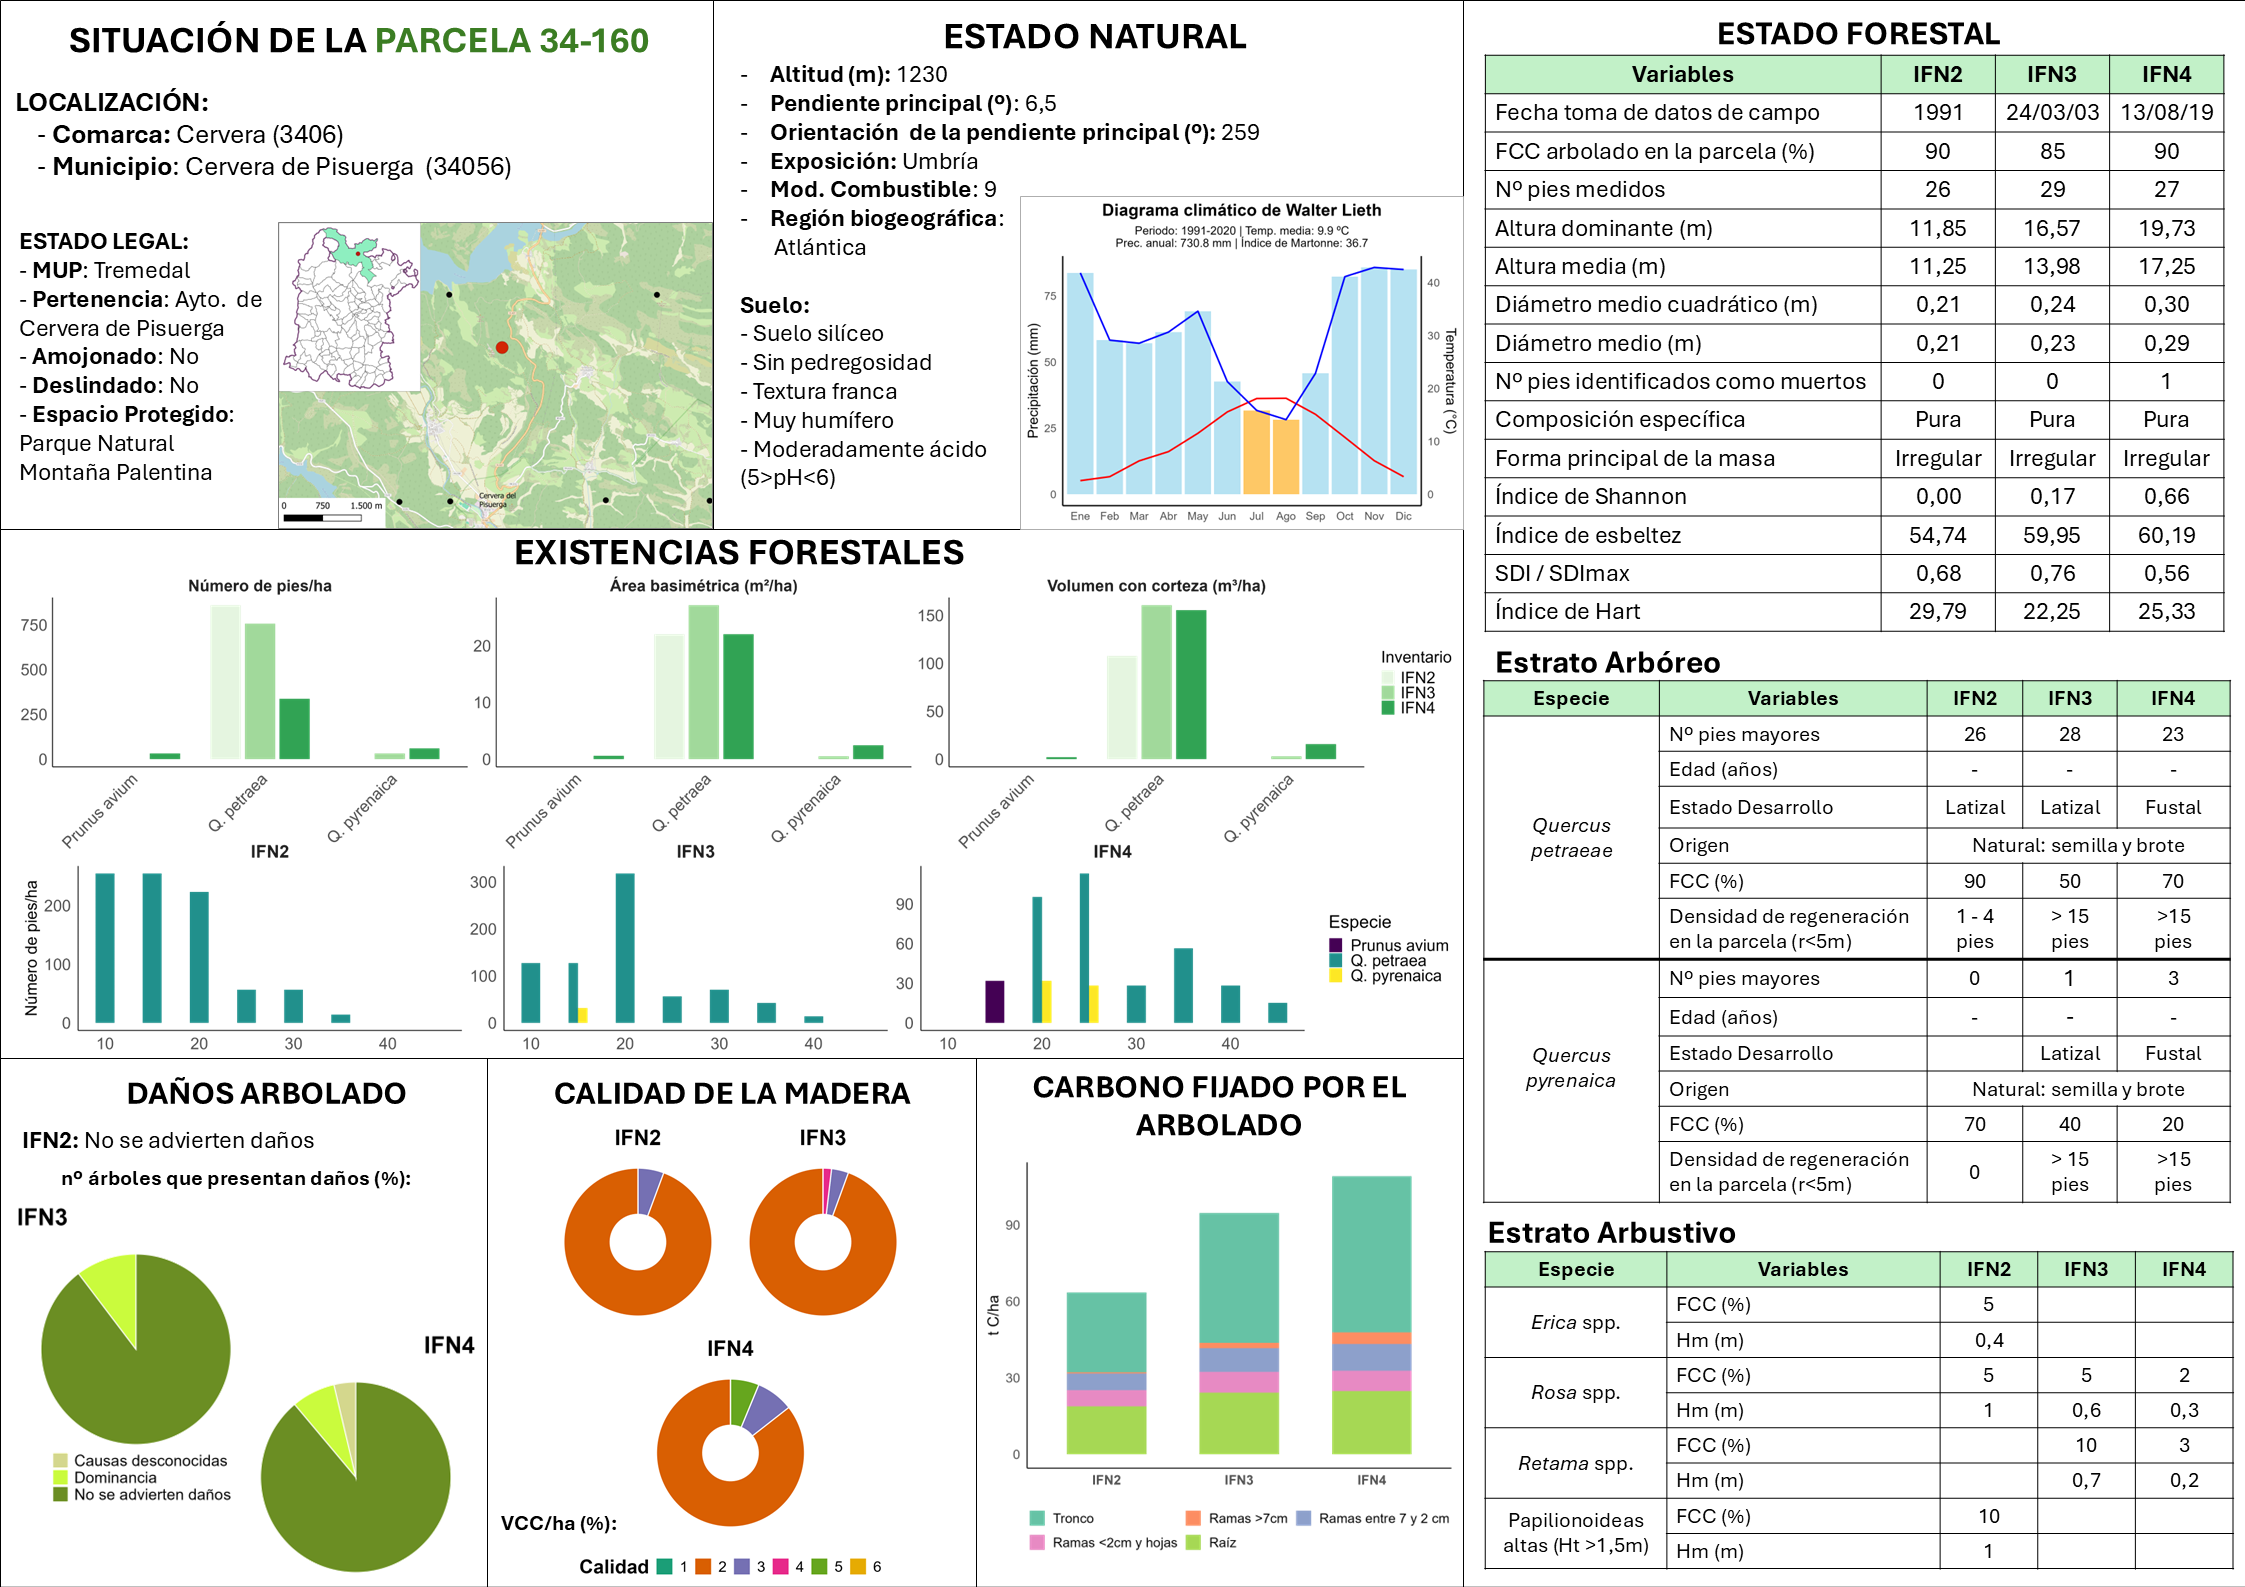 SITUACIÓN DE LA PARCELA 34-160
LOCALIZACIÓN:
- Comarca: Cervera (3406)
- Municipio: Cervera de Pisuerga (34056)
ESTADO LEGAL:
- MUP: Tremedal
- Pertenencia: Ayto. de
Cervera de Pisuerga
- Amojonado: No
- Deslindado: No
- Espacio Protegido:
Parque Natural
Montaña Palentina
Cervera del
Pisuerga
0 750 1.500 m
ESTADO NATURAL
- Altitud (m): 1230
- Pendiente principal (º): 6,5
- Orientación de la pendiente principal (º): 259
- Exposición: Umbría
- Mod. Combustible: 9
- Región biogeográfica:
Atlántica
Suelo:
- Suelo silíceo
- Sin pedregosidad
- Textura franca
- Muy humífero
- Moderadamente ácido
(5>pH<6)
Diagrama climático de Walter Lieth
Periodo: 1991-2020 | Temp. media: 9.9 ºC
Prec. anual: 730.8 mm | Índice de Martonne: 36.7
Precipitación (mm)
75
50
25
0
Temperatura (°C)
40
30
20
10
0
Ene Feb Mar Abr May Jun Jul Ago Sep Oct Nov Dic
EXISTENCIAS FORESTALES
Número de pies/ha
750
500
250
0
Prunus avium
Q. petraea
Q. pyrenaica
Área basimétrica (m²/ha)
20
10
0
Prunus avium
Q. petraea
Q. pyrenaica
Volumen con corteza (m³/ha)
150
100
50
0
Prunus avium
Q. petraea
Q. pyrenaica
Inventario
IFN2
IFN3
IFN4
IFN2
Número de pies/ha
200
100
0
10 20 30 40
IFN3
300
200
100
0
10 20 30 40
IFN4
90
60
30
0
10 20 30 40
Especie
Prunus avium
Q. petraea
Q. pyrenaica
DAÑOS ARBOLADO
IFN2: No se advierten daños
nº árboles que presentan daños (%):
IFN3
IFN4
Causas desconocidas
Dominancia
No se advierten daños
CALIDAD DE LA MADERA
IFN2 IFN3
IFN4
VCC/ha (%):
Calidad 1 2 3 4 5 6
CARBONO FIJADO POR EL
ARBOLADO
t C/ha
90
60
30
0
IFN2 IFN3 IFN4
Tronco Ramas >7cm Ramas entre 7 y 2 cm
Ramas <2cm y hojas Raíz
ESTADO FORESTAL
Variables IFN2 IFN3 IFN4
Fecha toma de datos de campo 1991 24/03/03 13/08/19
FCC arbolado en la parcela (%) 90 85 90
Nº pies medidos 26 29 27
Altura dominante (m) 11,85 16,57 19,73
Altura media (m) 11,25 13,98 17,25
Diámetro medio cuadrático (m) 0,21 0,24 0,30
Diámetro medio (m) 0,21 0,23 0,29
Nº pies identificados como muertos 0 0 1
Composición específica Pura Pura Pura
Forma principal de la masa Irregular Irregular Irregular
Índice de Shannon 0,00 0,17 0,66
Índice de esbeltez 54,74 59,95 60,19
SDI / SDImax 0,68 0,76 0,56
Índice de Hart 29,79 22,25 25,33
Estrato Arbóreo
Especie Variables IFN2 IFN3 IFN4
Quercus
petraeae
Nº pies mayores 26 28 23
Edad (años) - - -
Estado Desarrollo Latizal Latizal Fustal
Origen Natural: semilla y brote
FCC (%) 90 50 70
Densidad de regeneración
en la parcela (r<5m)
1 - 4
pies
> 15
pies
>15
pies
Quercus
pyrenaica
Nº pies mayores 0 1 3
Edad (años) - - -
Estado Desarrollo Latizal Fustal
Origen Natural: semilla y brote
FCC (%) 70 40 20
Densidad de regeneración
en la parcela (r<5m)
0
> 15
pies
>15
pies
Estrato Arbustivo
Especie Variables IFN2 IFN3 IFN4
Erica spp.
FCC (%) 5
Hm (m) 0,4
Rosa spp.
FCC (%) 5 5 2
Hm (m) 1 0,6 0,3
Retama spp.
FCC (%) 10 3
Hm (m) 0,7 0,2
Papilionoideas
altas (Ht >1,5m)
FCC (%) 10
Hm (m) 1